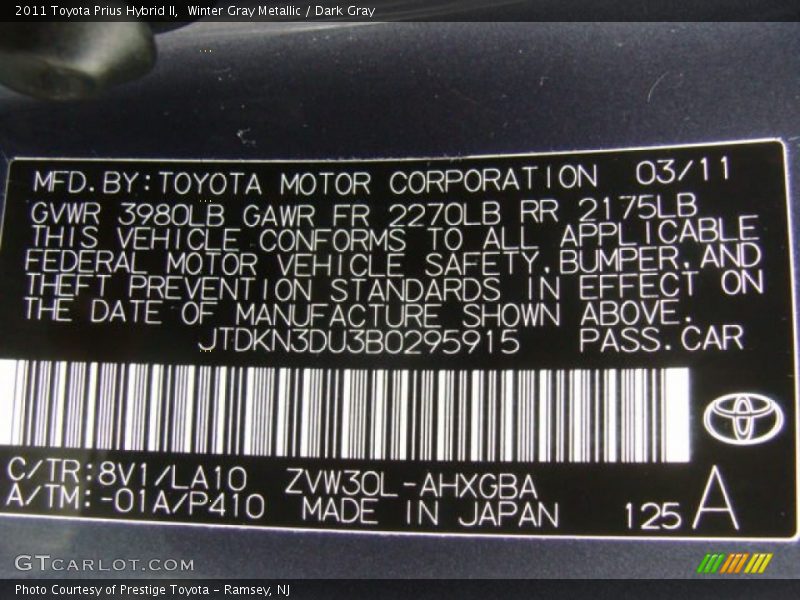 2011 Toyota Prius Hybrid II, Winter Gray Metallic / Dark Gray
MFD.BY:TOYOTA MOTOR CORPORATION 03/11
GVWR 3980LB GAWR FR 2270LB RR 2175LB
THIS VEHICLE CONFORMS TO ALL APPLICABLE
FEDERAL MOTOR VEHICLE SAFETY.BUMPER.AND
THEFT PREVENTION STANDARDS IN EFFECT ON
THE DATE OF MANUFACTURE SHOWN ABOVE.
JTDKN3DU3B0295915 PASS.CAR
C/TR:8V1/LA10 ZVW30L-AHXGBA
A/TM:-01A/P410 MADE IN JAPAN 125 A
GTCARLOT.COM
Photo Courtesy of Prestige Toyota - Ramsey, NJ